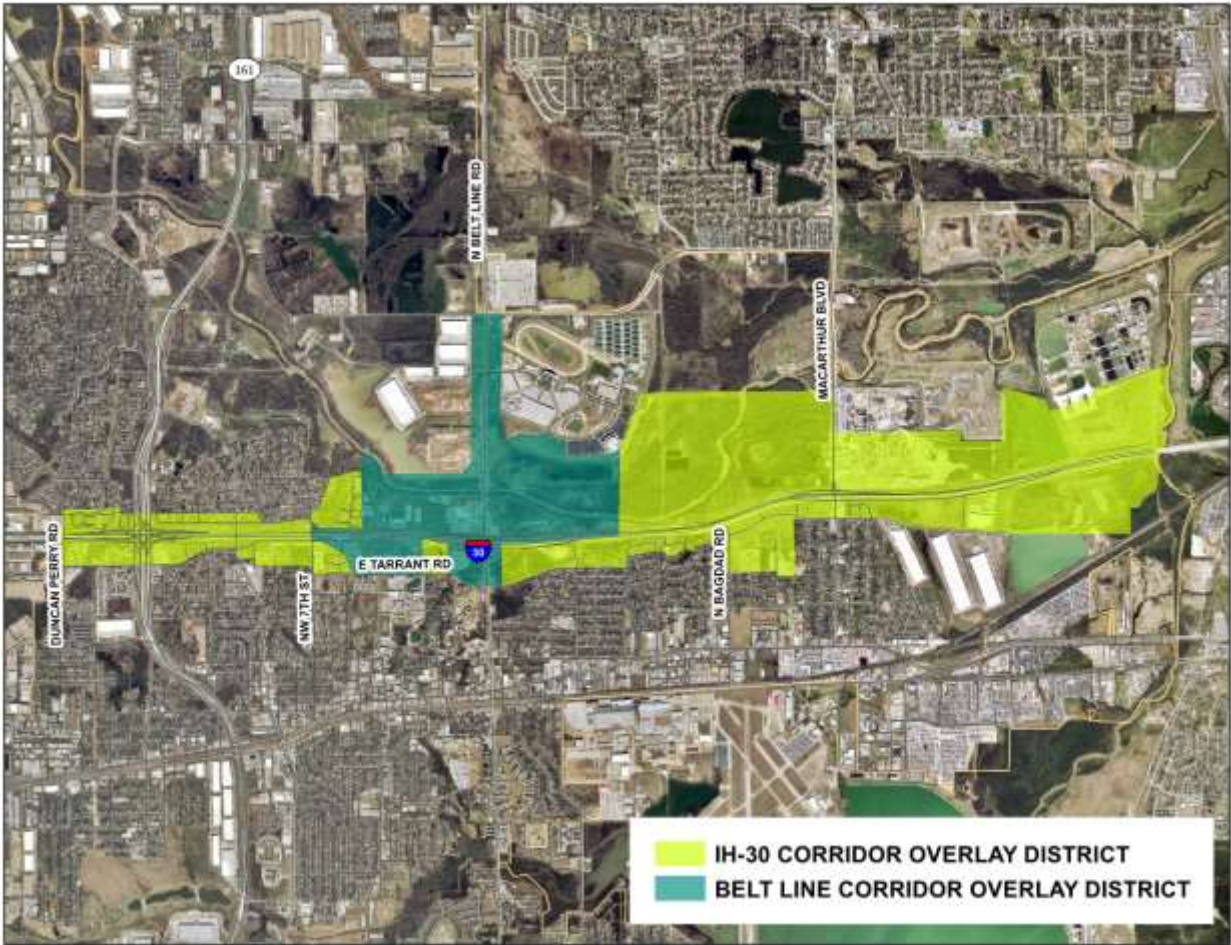 161
N BELT LINE RD
MACARTHUR BLVD
DUNCAN PERRY RD
NW 7TH ST
E TARRANT RD
30
N BAGDAD RD
IH-30 CORRIDOR OVERLAY DISTRICT
BELT LINE CORRIDOR OVERLAY DISTRICT